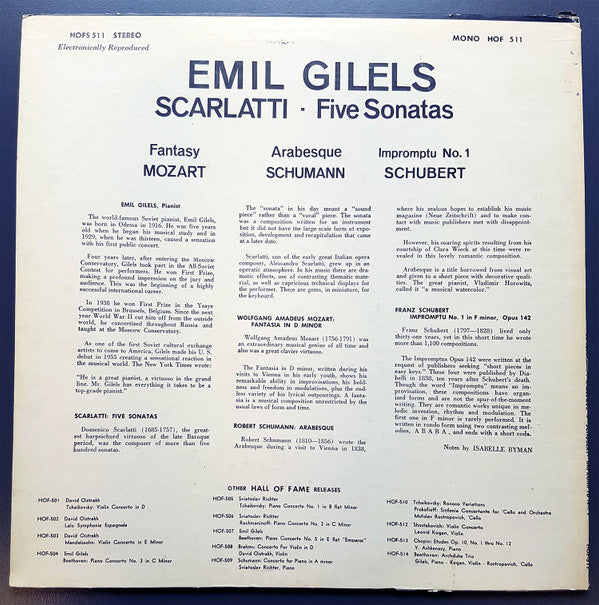 HOFS 511 STEREO
Electronically Reproduced
MONO HOF 511
EMIL GILELS
SCARLATTI · Five Sonatas
Fantasy
MOZART
Arabesque
SCHUMANN
Impromptu No. 1
SCHUBERT
EMIL GILELS, Pianist
The world-famous Soviet pianist, Emil Gilels,
was born in Odessa in 1916. He was five years
old when he began his musical study and in
1929, when he was thirteen, caused a sensation
with his first public concert.
Four years later, after entering the Moscow
Conservatory, Gilels took part in the All-Soviet
Contest for performers. He won First Prize,
making a profound impression on the jury and
audience. This was the beginning of a highly
successful international career.
In 1938 he won First Prize in the Ysaye
Competition in Brussels, Belgium. Since the next
year World War II cut him off from the outside
world, he concertized throughout Russia and
taught at the Moscow Conservatory.
As one of the first Soviet cultural exchange
artists to come to America, Gilels made his U.S.
debut in 1955 creating a sensational reaction in
the musical world. The New York Times wrote:
"He is a great pianist, a virtuoso in the grand
line. Mr. Gilels has everything it takes to be a
top-grade pianist."
SCARLATTI: FIVE SONATAS
Domenico Scarlatti (1685-1757), the great-
est harpsichord virtuoso of the late Baroque
period, was the composer of more than five
hundred sonatas.
The "sonata" in his day meant a "sound
piece" rather than a "vocal" piece. The sonata
was a composition written for an instrument
but it did not have the large scale form of expo-
sition, development and recapitulation that came
at a later date.
Scarlatti, son of the early great Italian opera
composer, Alessandro Scarlatti, grew up in an
operatic atmosphere. In his music there are dra-
matic effects, use of contrasting thematic mater-
ial, as well as capricious technical displays for
the performer. There are gems, in miniature, for
the keyboard.
WOLFGANG AMADEUS MOZART:
FANTASIA IN D MINOR
Wolfgang Amadeus Mozart (1756-1791) was
an extraordinary musical genius of all time and
also was a great clavier virtuoso.
The Fantasia in D minor, written during his
visits to Vienna in his early youth, shows his
remarkable ability in improvisations, his bold-
ness and freedom in modulations, plus the end-
less variety of his lyrical outpourings. A fanta-
sia is a musical composition unrestricted by the
usual laws of form and time.
ROBERT SCHUMANN: ARABESQUE
Robert Schumann (1810—1856) wrote the
Arabesque during a visit to Vienna in 1838,
where his zealous hopes to establish his music
magazine (Neue Zeitschrift) and to make con-
tact with music publishers met with disappoint-
ment.
However, his soaring spirits resulting from his
courtship of Clara Wieck at this time were re-
vealed in this lovely romantic composition.
Arabesque is a title borrowed from visual art
and given to a piece with decorative quali-
ties. The great pianist, Vladimir Horowitz,
called it "a musical watercolor."
FRANZ SCHUBERT
IMPROMPTU No. 1 in F minor, Opus 142
Franz Schubert (1797—1828) lived only
thirty-one years, yet in this short time he wrote
more than 1,100 compositions.
The Impromptus Opus 142 were written at the
request of publishers seeking "short pieces in
easy keys." These four were published by Dia-
belli in 1838, ten years after Schubert's death.
Though the word "Impromptu" means an im-
provisation, these compositions have organ-
ized forms and are not the spur-of-the-moment
writing. They are romantic works unique in me-
lodic invention, rhythm and modulation. The
first one in F minor is rarely performed. It is
written in rondo form using two contrasting mel-
odies, A B A B A, and ends with a short coda.
Notes by ISABELLE BYMAN
OTHER HALL OF FAME RELEASES
HOF-501 David Oistrakh
Tchaikovsky: Violin Concerto in D
HOF-502 David Oistrakh
Lalo Symphonie Espagnole
HOF-503 David Oistrakh
Mendelssohn: Violin Concerto in E Minor
HOF-504 Emil Gilels
Beethoven: Piano Concerto No. 3 in C Minor
HOF-505 Sviatoslav Richter
Tchaikovsky: Piano Concerto No. 1 in B flat Minor
HOF-506 Sviatoslav Richter
Rachmaninoff: Piano Concerto No. 2 in C Minor
HOF-507 Emil Gilels
Beethoven: Piano Concerto No. 5 in E flat "Emperor"
HOF-508 Brahms: Concerto For Violin in D
David Oistrakh, Violin
HOF-509 Schumann: Concerto for Piano in A minor
Sviatoslav Richter, Piano
HOF-510 Tchaikovsky: Rococo Variations
Prokofieff: Sinfonia Concertante for 'Cello and Orchestra
Mstislav Rostropovich, 'Cello
HOF-512 Shostakovich: Violin Concerto
Leonid Kogan, Violin
HOF-513 Chopin: Etudes Op. 10, No. 1 thru No. 12
V. Ashkenazy, Piano
HOF-514 Beethoven: Archduke Trio
Gilels, Piano - Kogan, Violin - Rostropovich, Cello